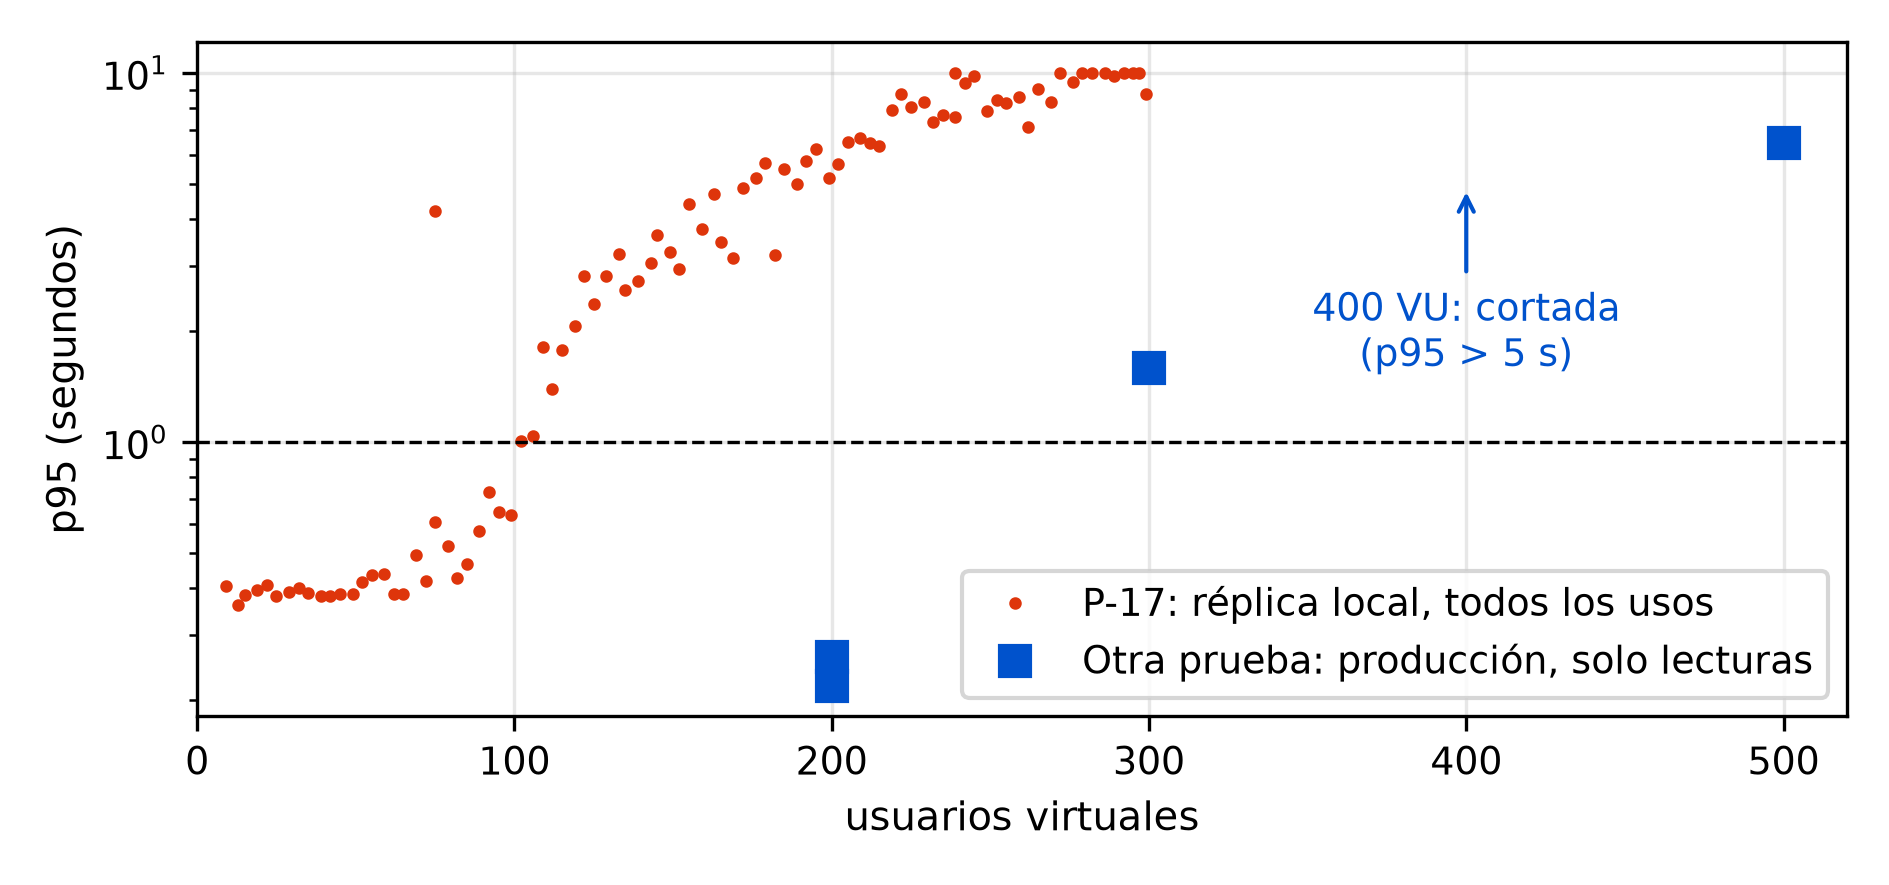 10¹
p95 (segundos)
10⁰
400 VU: cortada
(p95 > 5 s)
P-17: réplica local, todos los usos
Otra prueba: producción, solo lecturas
0 100 200 300 400 500
usuarios virtuales